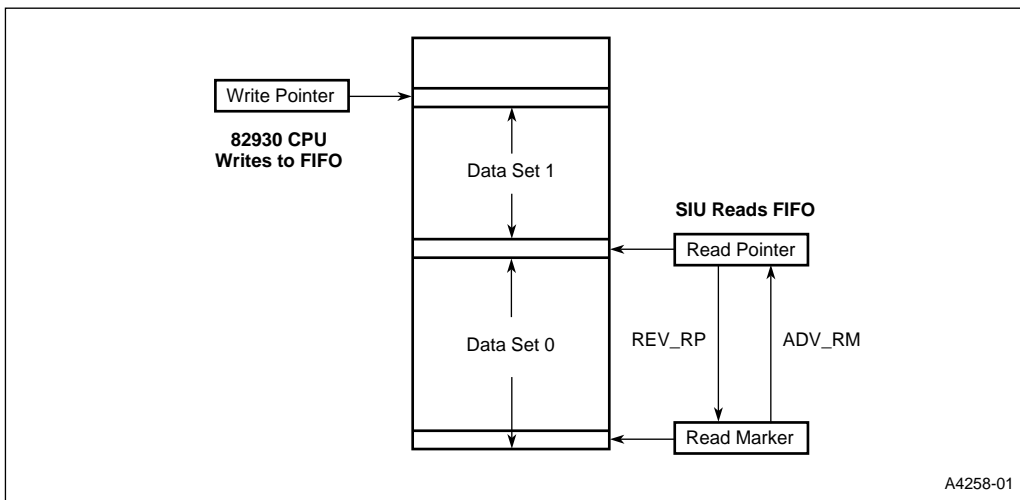 Write Pointer
82930 CPU
Writes to FIFO
Data Set 1
SIU Reads FIFO
Read Pointer
Data Set 0
REV_RP
ADV_RM
Read Marker
A4258-01